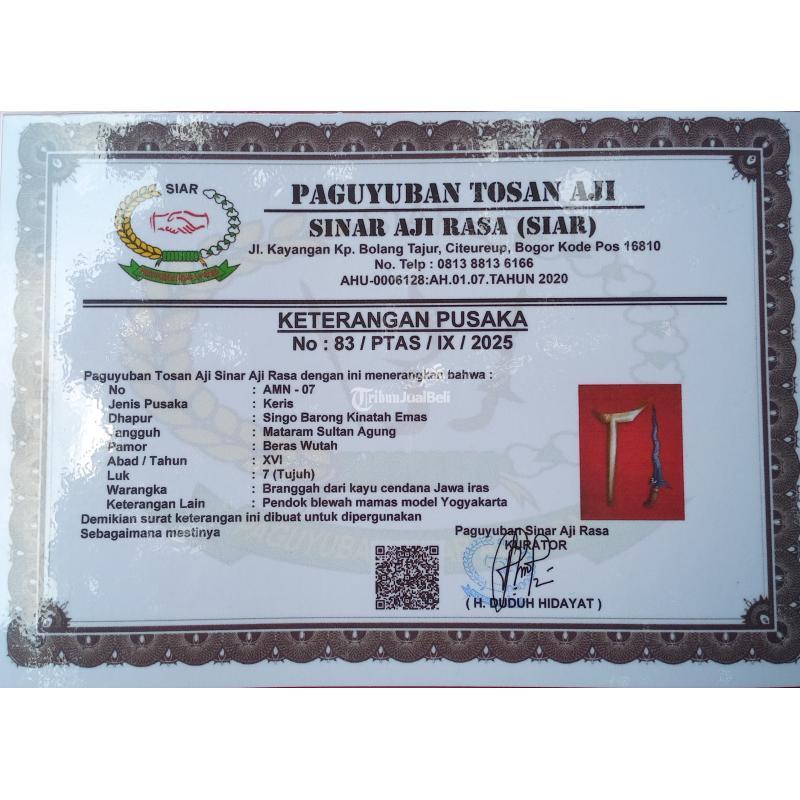 SIAR
PAGUYUBAN TOSAN AJI
SINAR AJI RASA (SIAR)
Jl. Kayangan Kp. Bolang Tajur, Citeureup, Bogor Kode Pos 16810
No. Telp : 0813 8813 6166
AHU-0006128:AH.01.07.TAHUN 2020
KETERANGAN PUSAKA
No : 83 / PTAS / IX / 2025
Paguyuban Tosan Aji Sinar Aji Rasa dengan ini menerangkan bahwa :
No : AMN - 07
TribunJualBeli
Jenis Pusaka : Keris
Dhapur : Singo Barong Kinatah Emas
Tangguh : Mataram Sultan Agung
Pamor : Beras Wutah
Abad / Tahun : XVI
Luk : 7 (Tujuh)
Warangka : Branggah dari kayu cendana Jawa iras
Keterangan Lain : Pendok blewah mamas model Yogyakarta
Demikian surat keterangan ini dibuat untuk dipergunakan
Sebagaimana mestinya
Paguyuban Sinar Aji Rasa
KURATOR
( H. DUDUH HIDAYAT )